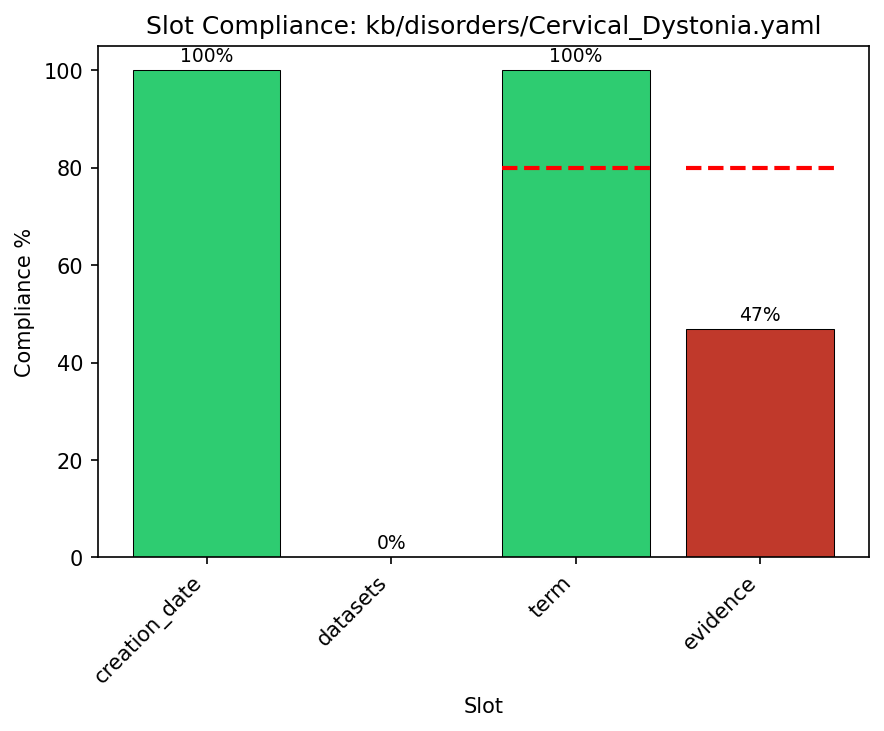 Slot Compliance: kb/disorders/Cervical_Dystonia.yaml
Compliance %
100
80
60
40
20
0
100%
0%
100%
47%
creation_date
datasets
term
evidence
Slot